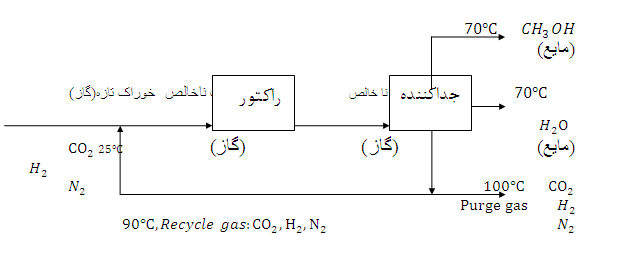 70°C CH₃OH
(مایع)
خوراک تازه(گاز)
ناخالص
راکتور
نا خالص
جداکننده
70°C
H₂O
(مایع)
CO₂ 25°C
(گاز)
(گاز)
H₂
N₂
100°C CO₂
Purge gas H₂
N₂
90°C, Recycle gas: CO₂, H₂, N₂